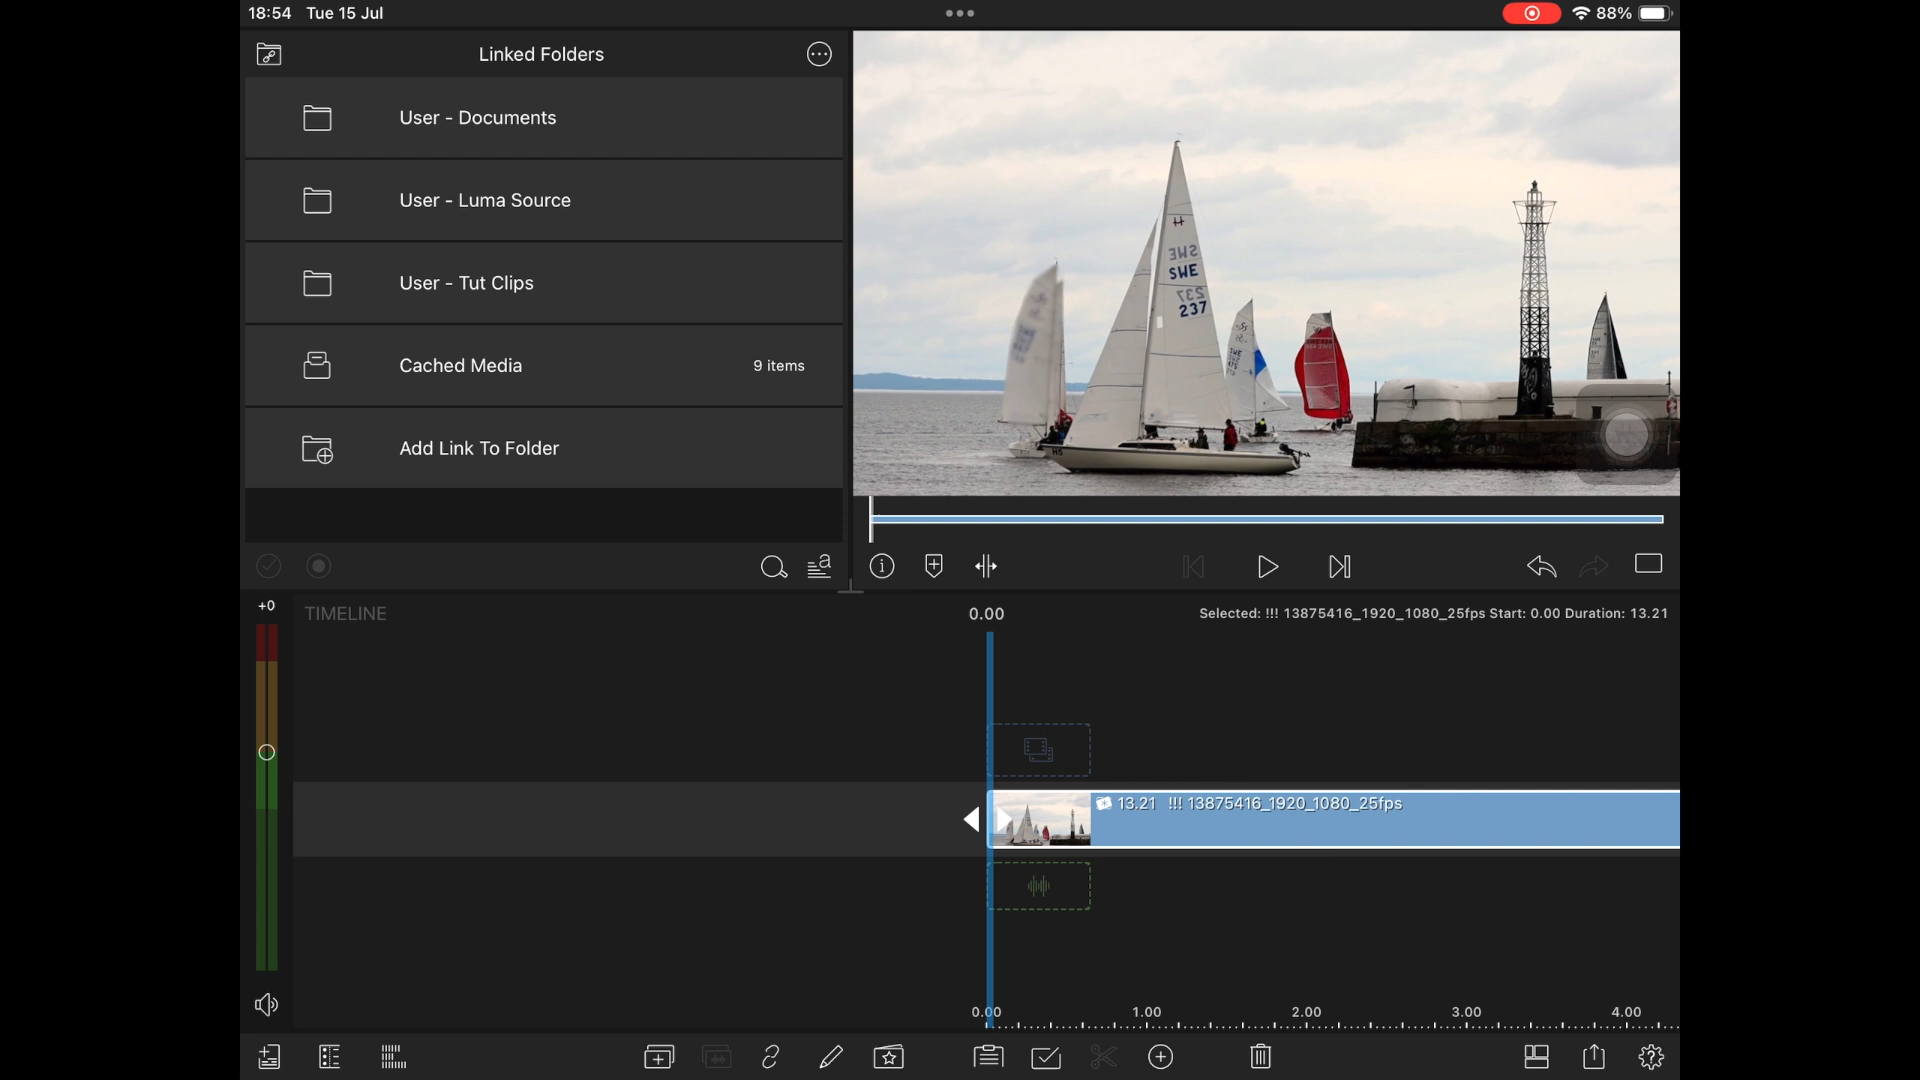 18:54 Tue 15 Jul
88%
Linked Folders
User - Documents
User - Luma Source
User - Tut Clips
Cached Media 9 items
Add Link To Folder
H
SWE
237
H5
+0
TIMELINE
0.00
Selected: !!! 13875416_1920_1080_25fps Start: 0.00 Duration: 13.21
13.21 !!! 13875416_1920_1080_25fps
0.00 1.00 2.00 3.00 4.00